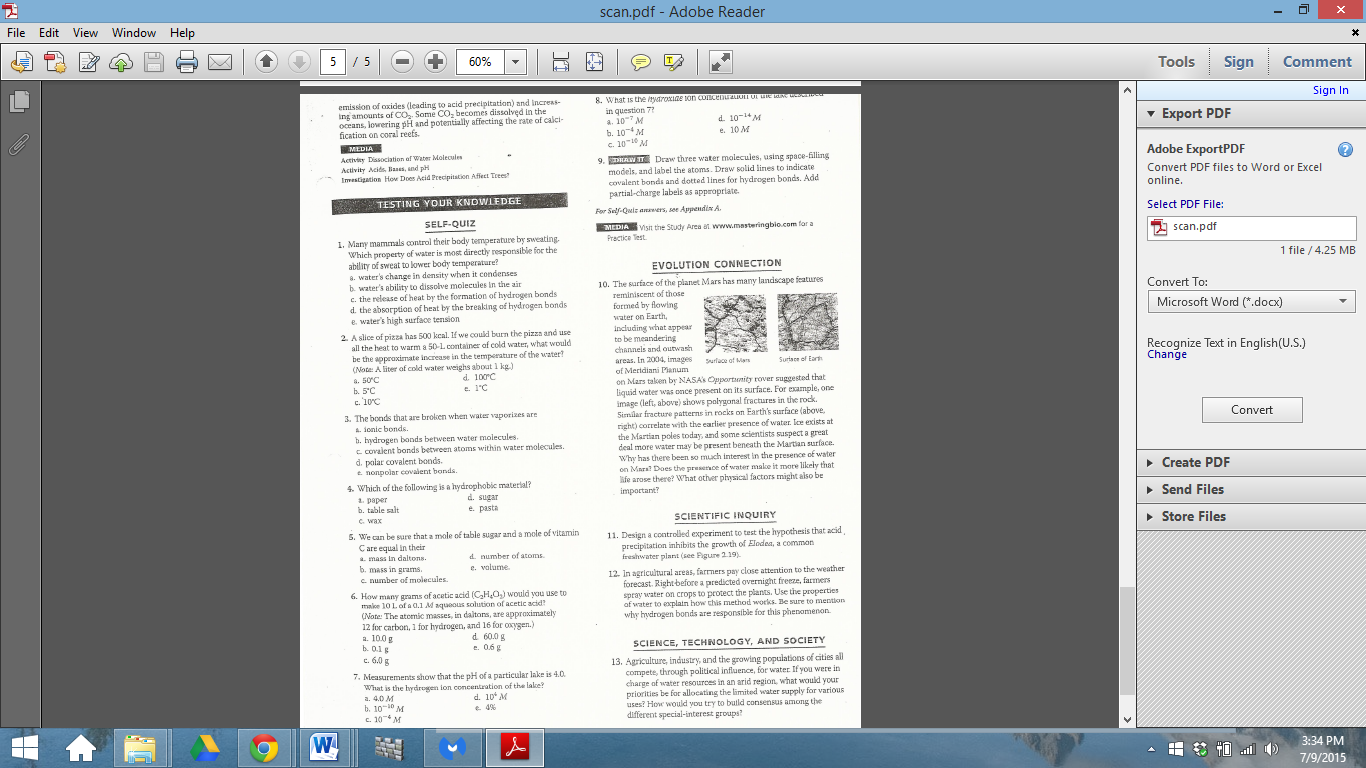 scan.pdf - Adobe Reader
File Edit View Window Help
5 / 5
60%
Tools Sign Comment
emission of oxides (leading to acid precipitation) and increas-
ing amounts of CO₂. Some CO₂ becomes dissolved in the
oceans, lowering pH and potentially affecting the rate of calci-
fication on coral reefs.
MEDIA
Activity Dissociation of Water Molecules
Activity Acids, Bases, and pH
Investigation How Does Acid Precipitation Affect Trees?
TESTING YOUR KNOWLEDGE
SELF-QUIZ
1. Many mammals control their body temperature by sweating.
Which property of water is most directly responsible for the
ability of sweat to lower body temperature?
a. water's change in density when it condenses
b. water's ability to dissolve molecules in the air
c. the release of heat by the formation of hydrogen bonds
d. the absorption of heat by the breaking of hydrogen bonds
e. water's high surface tension
2. A slice of pizza has 500 kcal. If we could burn the pizza and use
all the heat to warm a 50-L container of cold water, what would
be the approximate increase in the temperature of the water?
(Note: A liter of cold water weighs about 1 kg.)
a. 50°C d. 100°C
b. 5°C e. 1°C
c. 10°C
3. The bonds that are broken when water vaporizes are
a. ionic bonds.
b. hydrogen bonds between water molecules.
c. covalent bonds between atoms within water molecules.
d. polar covalent bonds.
e. nonpolar covalent bonds.
4. Which of the following is a hydrophobic material?
a. paper d. sugar
b. table salt e. pasta
c. wax
5. We can be sure that a mole of table sugar and a mole of vitamin
C are equal in their
a. mass in daltons. d. number of atoms.
b. mass in grams. e. volume.
c. number of molecules.
6. How many grams of acetic acid (C₂H₄O₂) would you use to
make 10 L of a 0.1 M aqueous solution of acetic acid?
(Note: The atomic masses, in daltons, are approximately
12 for carbon, 1 for hydrogen, and 16 for oxygen.)
a. 10.0 g d. 60.0 g
b. 0.1 g e. 0.6 g
c. 6.0 g
7. Measurements show that the pH of a particular lake is 4.0.
What is the hydrogen ion concentration of the lake?
a. 4.0 M d. 10⁴ M
b. 10⁻¹⁰ M e. 4%
c. 10⁻⁴ M
8. What is the hydroxide ion concentration of the lake described
in question 7?
a. 10⁻⁷ M d. 10⁻¹⁴ M
b. 10⁻⁴ M e. 10 M
c. 10⁻¹⁰ M
9. DRAW IT Draw three water molecules, using space-filling
models, and label the atoms. Draw solid lines to indicate
covalent bonds and dotted lines for hydrogen bonds. Add
partial-charge labels as appropriate.
For Self-Quiz answers, see Appendix A.
MEDIA Visit the Study Area at www.masteringbio.com for a
Practice Test.
EVOLUTION CONNECTION
10. The surface of the planet Mars has many landscape features
reminiscent of those
formed by flowing
water on Earth,
including what appear
to be meandering
channels and outwash
areas. In 2004, images
of Meridiani Planum
Surface of Mars Surface of Earth
on Mars taken by NASA's Opportunity rover suggested that
liquid water was once present on its surface. For example, one
image (left, above) shows polygonal fractures in the rock.
Similar fracture patterns in rocks on Earth's surface (above,
right) correlate with the earlier presence of water. Ice exists at
the Martian poles today, and some scientists suspect a great
deal more water may be present beneath the Martian surface.
Why has there been so much interest in the presence of water
on Mars? Does the presence of water make it more likely that
life arose there? What other physical factors might also be
important?
SCIENTIFIC INQUIRY
11. Design a controlled experiment to test the hypothesis that acid
precipitation inhibits the growth of Elodea, a common
freshwater plant (see Figure 2.19).
12. In agricultural areas, farmers pay close attention to the weather
forecast. Right before a predicted overnight freeze, farmers
spray water on crops to protect the plants. Use the properties
of water to explain how this method works. Be sure to mention
why hydrogen bonds are responsible for this phenomenon.
SCIENCE, TECHNOLOGY, AND SOCIETY
13. Agriculture, industry, and the growing populations of cities all
compete, through political influence, for water. If you were in
charge of water resources in an arid region, what would your
priorities be for allocating the limited water supply for various
uses? How would you try to build consensus among the
different special-interest groups?
Sign In
Export PDF
Adobe ExportPDF
Convert PDF files to Word or Excel
online.
Select PDF File:
scan.pdf
1 file / 4.25 MB
Convert To:
Microsoft Word (*.docx)
Recognize Text in English(U.S.)
Change
Convert
Create PDF
Send Files
Store Files
3:34 PM
7/9/2015